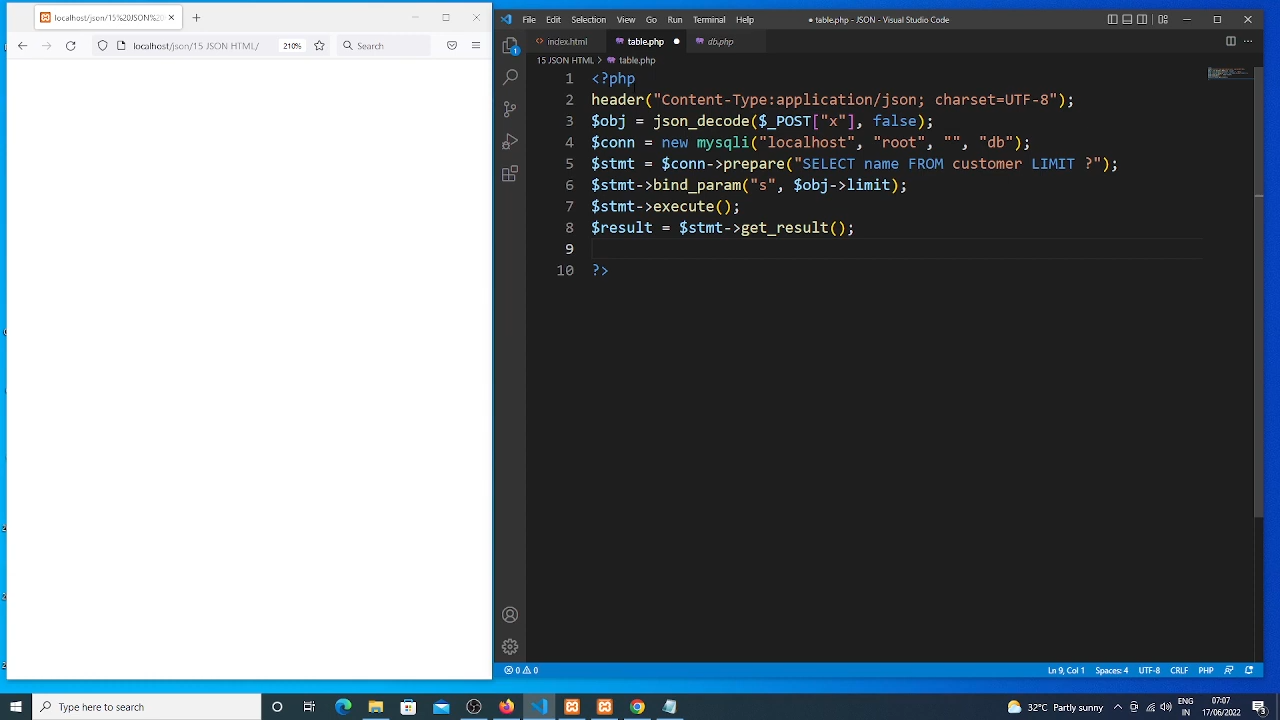 localhost/json/15%20JSON%20
localhost/json/15 JSON HTML/
210%
Search
File Edit Selection View Go Run Terminal Help
● table.php - JSON - Visual Studio Code
index.html
table.php
db.php
15 JSON HTML > table.php
1 <?php
2 header("Content-Type:application/json; charset=UTF-8");
3 $obj = json_decode($_POST["x"], false);
4 $conn = new mysqli("localhost", "root", "", "db");
5 $stmt = $conn->prepare("SELECT name FROM customer LIMIT ?");
6 $stmt->bind_param("s", $obj->limit);
7 $stmt->execute();
8 $result = $stmt->get_result();
9
10 ?>
1
0 0
Ln 9, Col 1 Spaces: 4 UTF-8 CRLF PHP
Type here to search
32°C Partly sunny
ENG
IN
07:07
17/06/2022